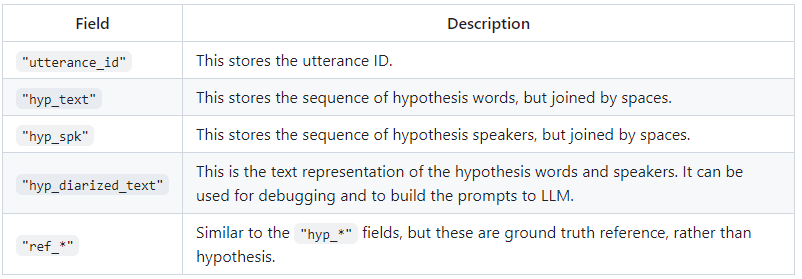 Field Description
"utterance_id" This stores the utterance ID.
"hyp_text" This stores the sequence of hypothesis words, but joined by spaces.
"hyp_spk" This stores the sequence of hypothesis speakers, but joined by spaces.
"hyp_diarized_text" This is the text representation of the hypothesis words and speakers. It can be
used for debugging and to build the prompts to LLM.
"ref_*" Similar to the "hyp_*" fields, but these are ground truth reference, rather than
hypothesis.